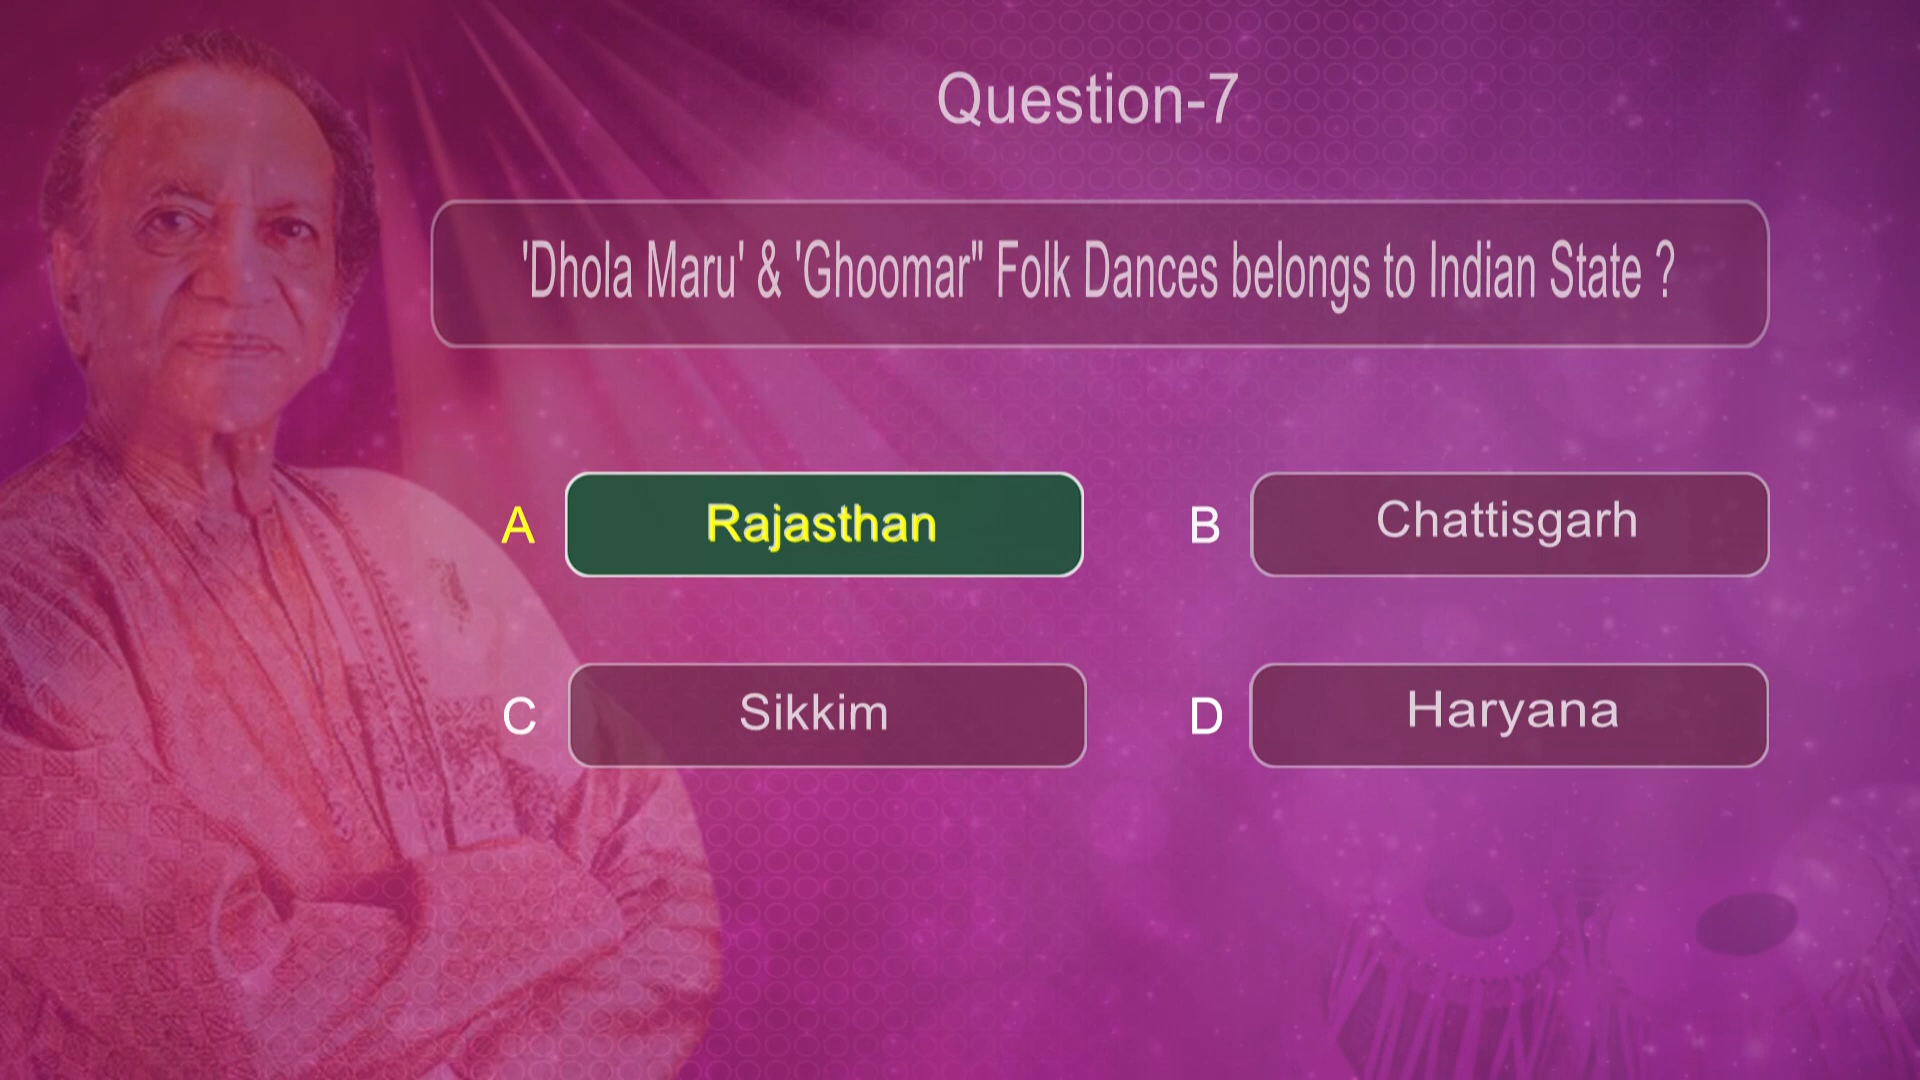 Question-7
'Dhola Maru' & 'Ghoomar" Folk Dances belongs to Indian State ?
A Rajasthan
B Chattisgarh
C Sikkim
D Haryana